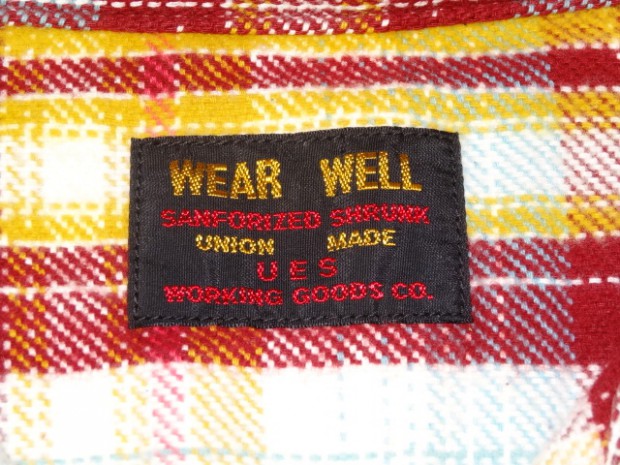 WEAR WELL
SANFORIZED SHRUNK
UNION MADE
UES
WORKING GOODS CO.